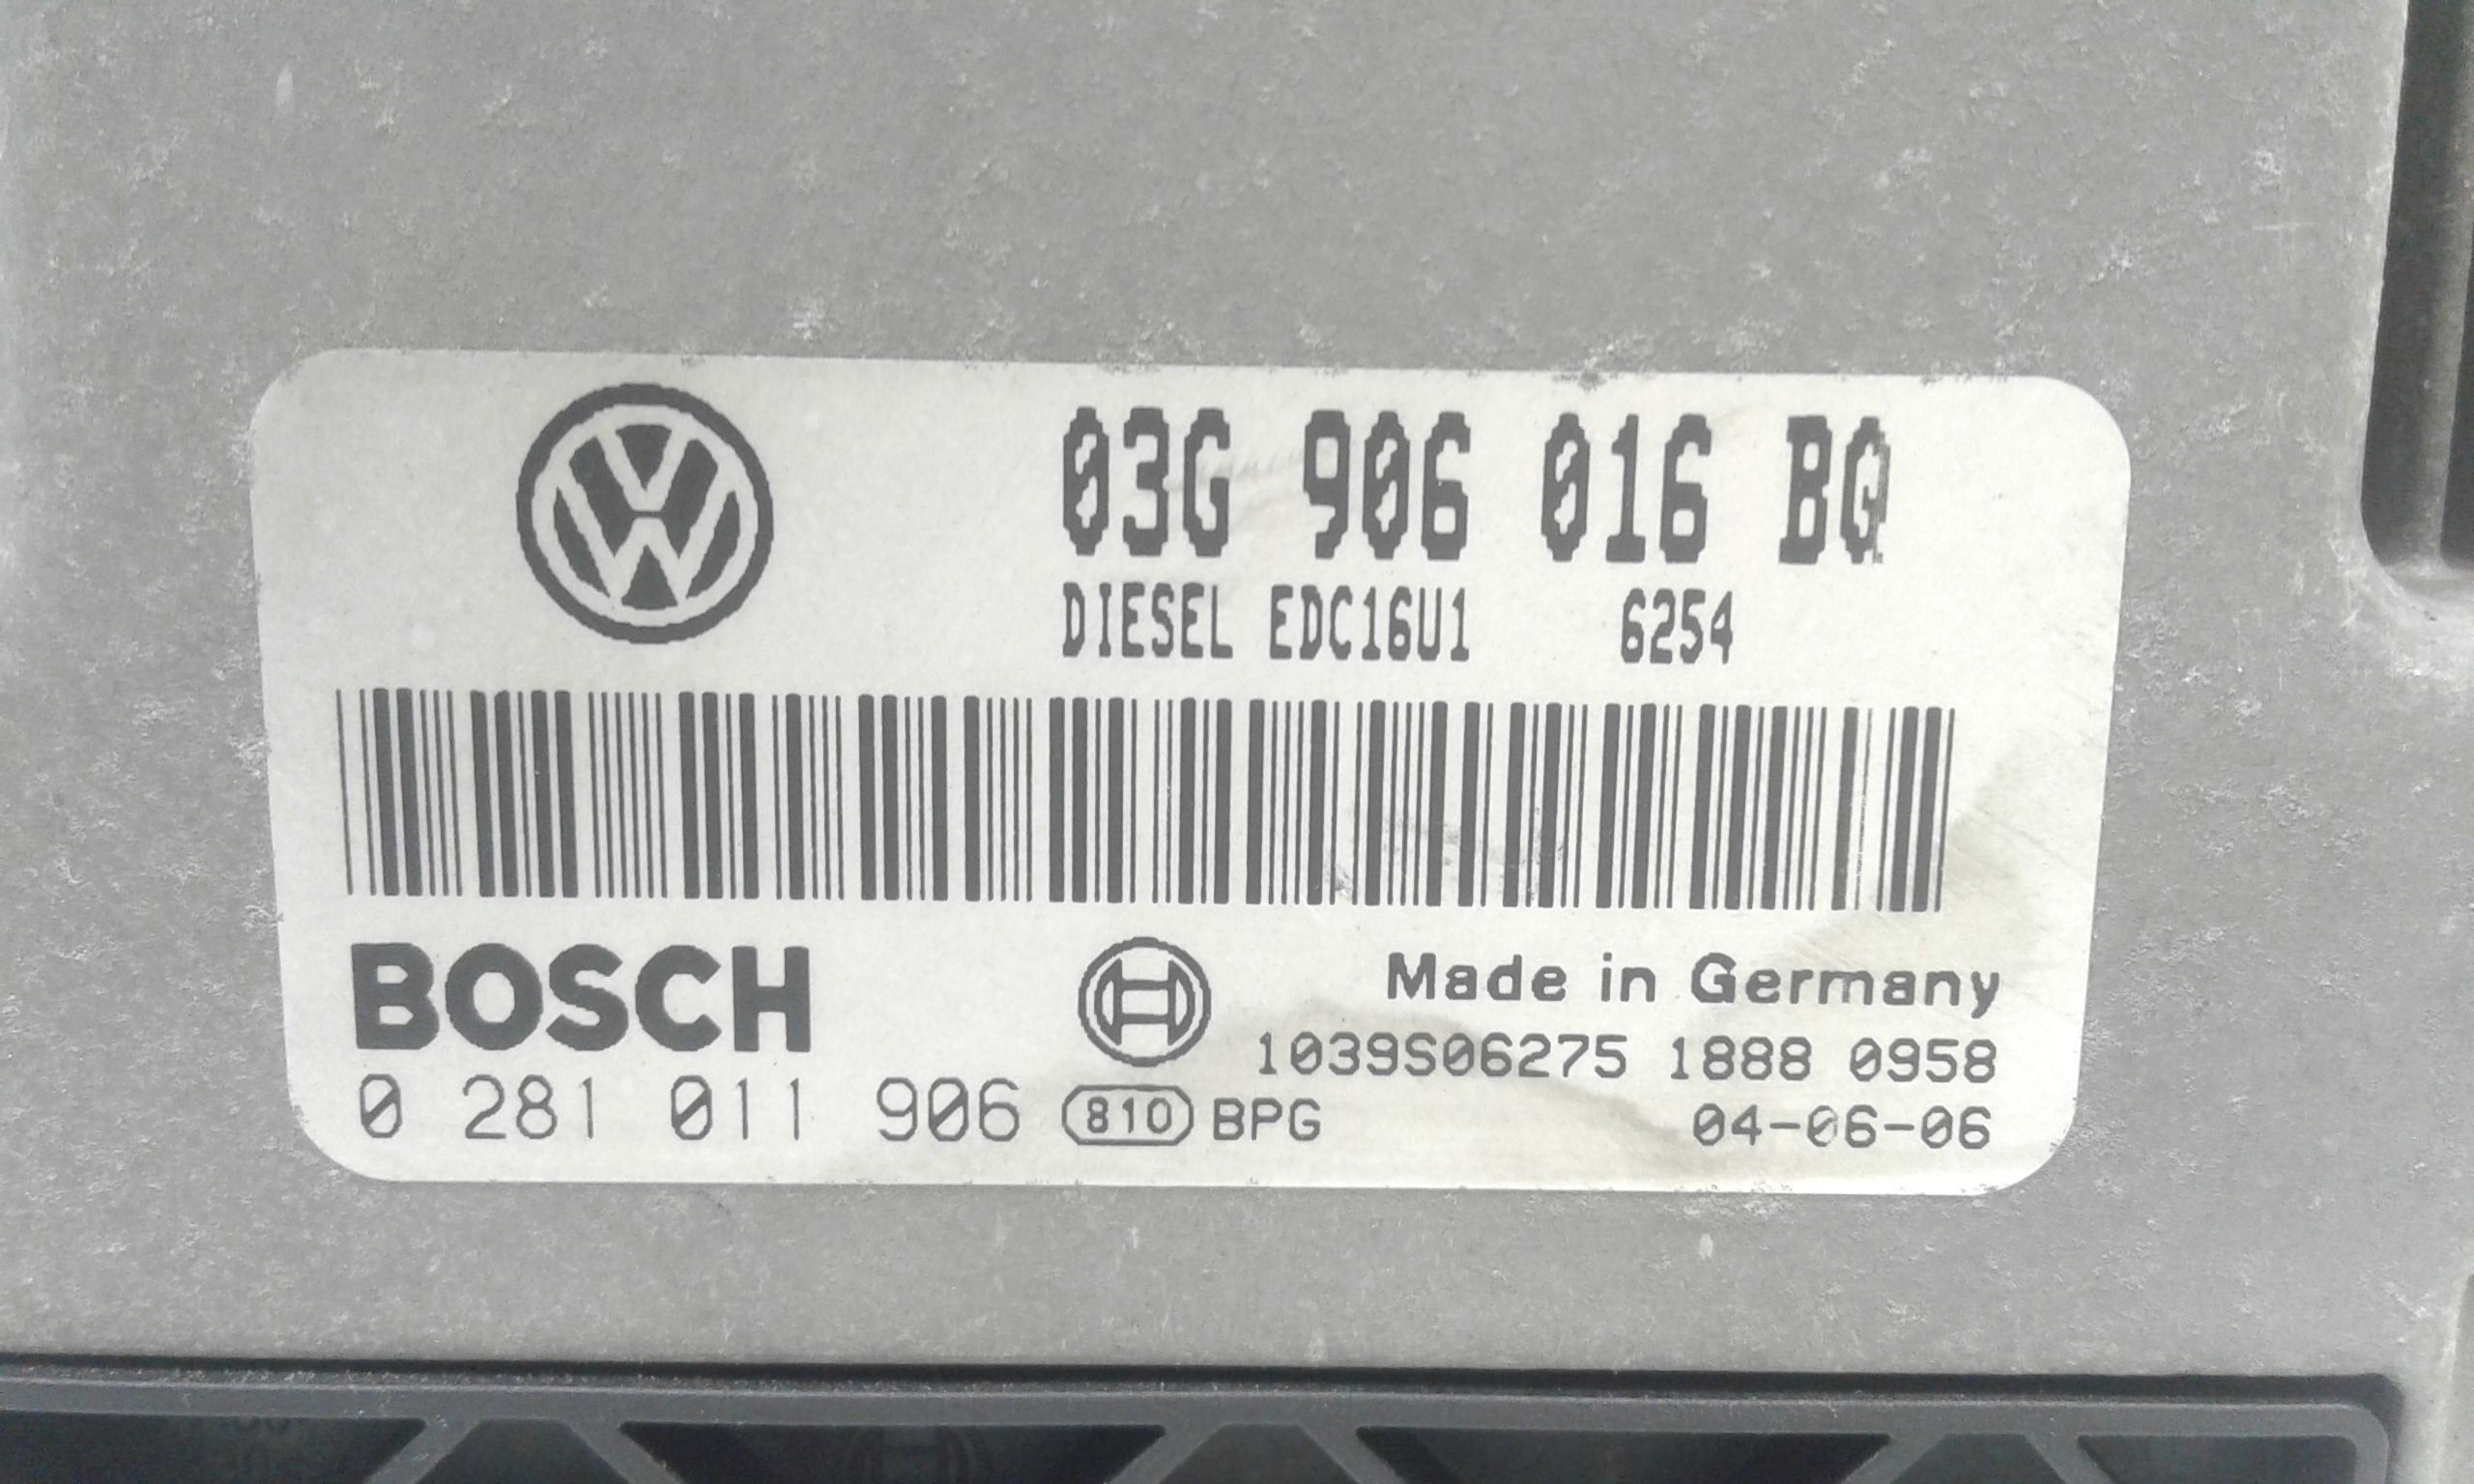 03G 906 016 BQ
DIESEL EDC16U1 6254
BOSCH
Made in Germany
1039S06275 1888 0958
0 281 011 906 810 BPG 04-06-06